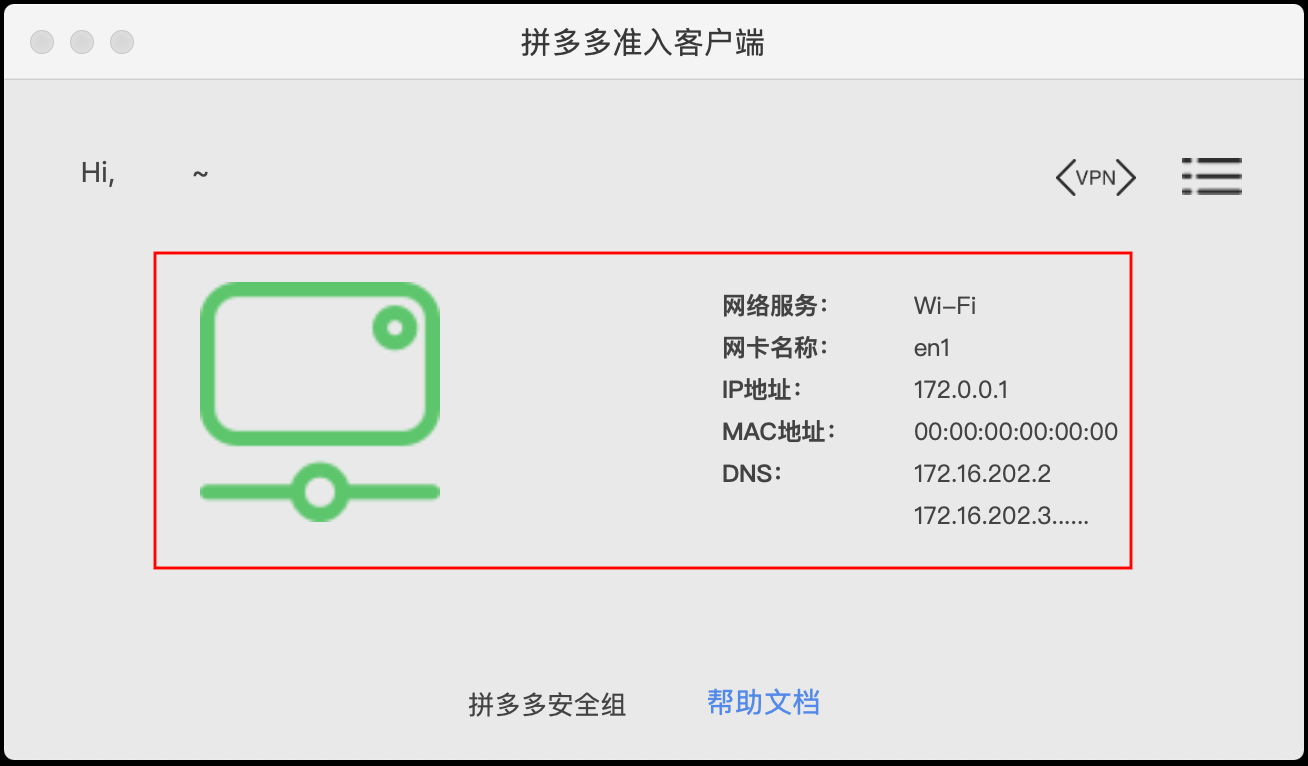 拼多多准入客户端
Hi, ~
<VPN>
网络服务： Wi-Fi
网卡名称： en1
IP地址： 172.0.0.1
MAC地址： 00:00:00:00:00:00
DNS： 172.16.202.2
172.16.202.3......
拼多多安全组 帮助文档